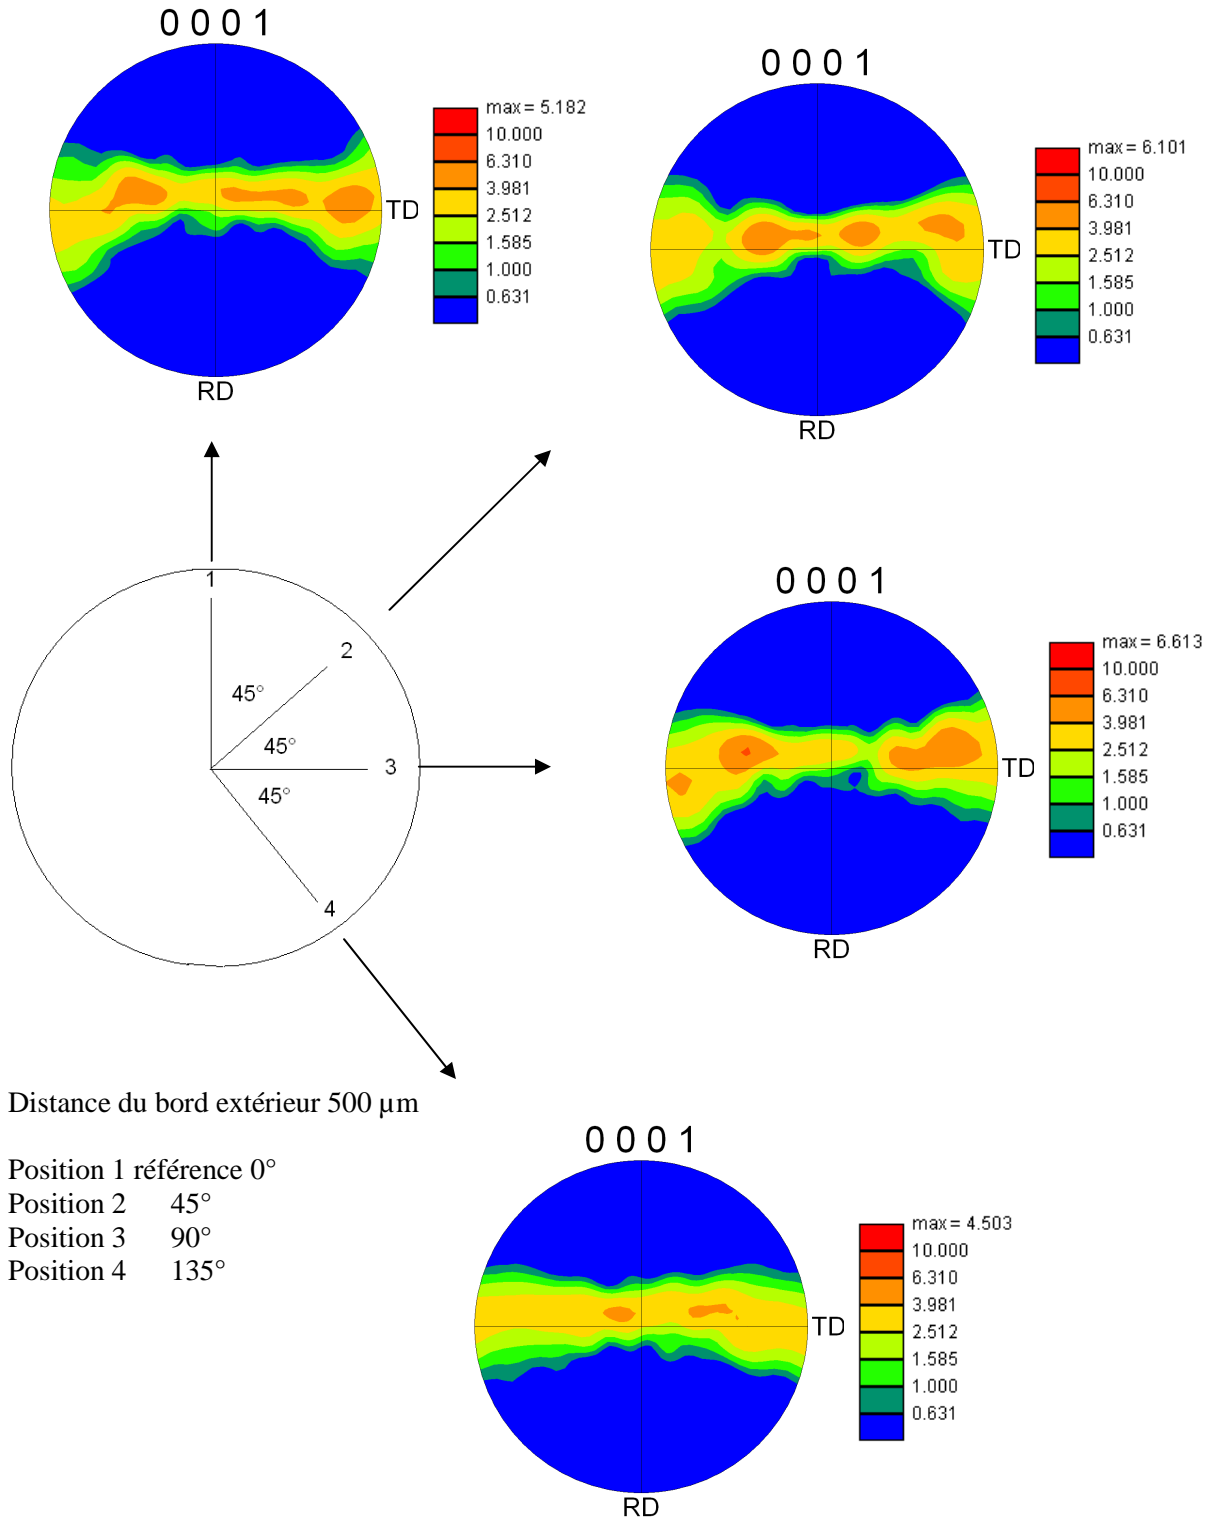 0 0 0 1
max = 5.182
10.000
6.310
3.981
2.512
1.585
1.000
0.631
TD
RD
0 0 0 1
max = 6.101
10.000
6.310
3.981
2.512
1.585
1.000
0.631
TD
RD
1
2
3
4
45°
45°
45°
0 0 0 1
max = 6.613
10.000
6.310
3.981
2.512
1.585
1.000
0.631
TD
RD
Distance du bord extérieur 500 µm
Position 1 référence 0°
Position 2 45°
Position 3 90°
Position 4 135°
0 0 0 1
max = 4.503
10.000
6.310
3.981
2.512
1.585
1.000
0.631
TD
RD